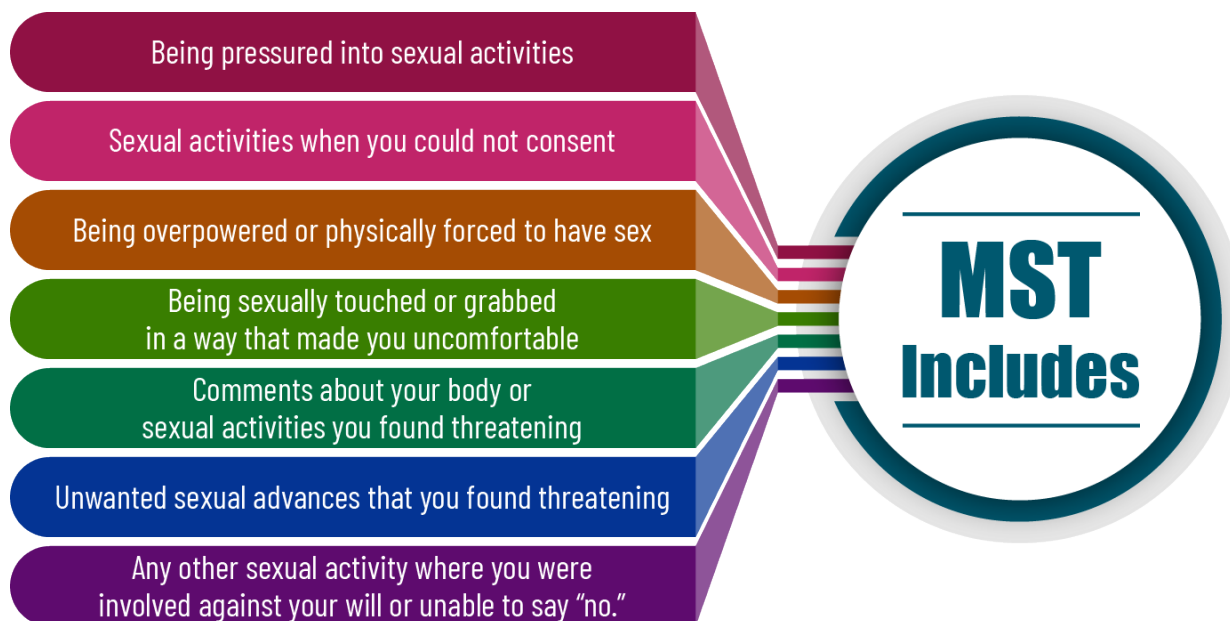 Being pressured into sexual activities
Sexual activities when you could not consent
Being overpowered or physically forced to have sex
Being sexually touched or grabbed
in a way that made you uncomfortable
Comments about your body or
sexual activities you found threatening
Unwanted sexual advances that you found threatening
Any other sexual activity where you were
involved against your will or unable to say “no.”
MST
Includes